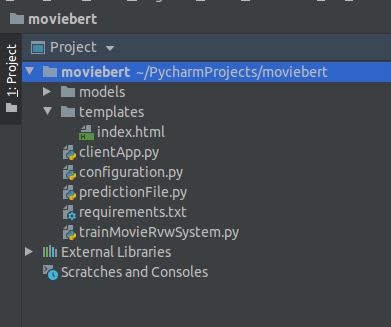 moviebert
1: Project
Project
moviebert ~/PycharmProjects/moviebert
models
templates
index.html
clientApp.py
configuration.py
predictionFile.py
requirements.txt
trainMovieRvwSystem.py
External Libraries
Scratches and Consoles